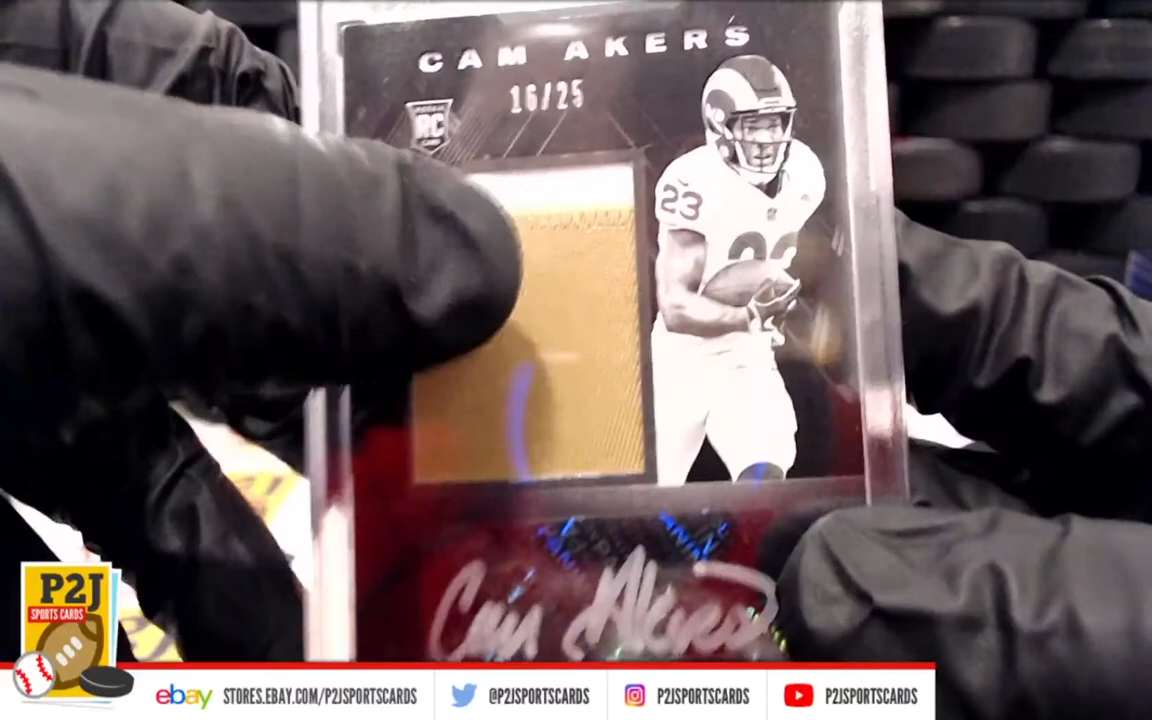 CAM AKERS
16/25
RC
23
23
Cam Akers
P2J
SPORTS CARDS
ebay STORES.EBAY.COM/P2JSPORTSCARDS @P2JSPORTSCARDS P2JSPORTSCARDS P2JSPORTSCARDS